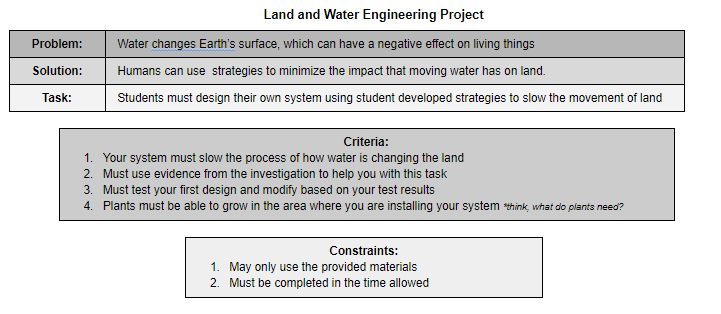 Land and Water Engineering Project
Problem: Water changes Earth's surface, which can have a negative effect on living things
Solution: Humans can use strategies to minimize the impact that moving water has on land.
Task: Students must design their own system using student developed strategies to slow the movement of land
Criteria:
1. Your system must slow the process of how water is changing the land
2. Must use evidence from the investigation to help you with this task
3. Must test your first design and modify based on your test results
4. Plants must be able to grow in the area where you are installing your system *think, what do plants need?
Constraints:
1. May only use the provided materials
2. Must be completed in the time allowed